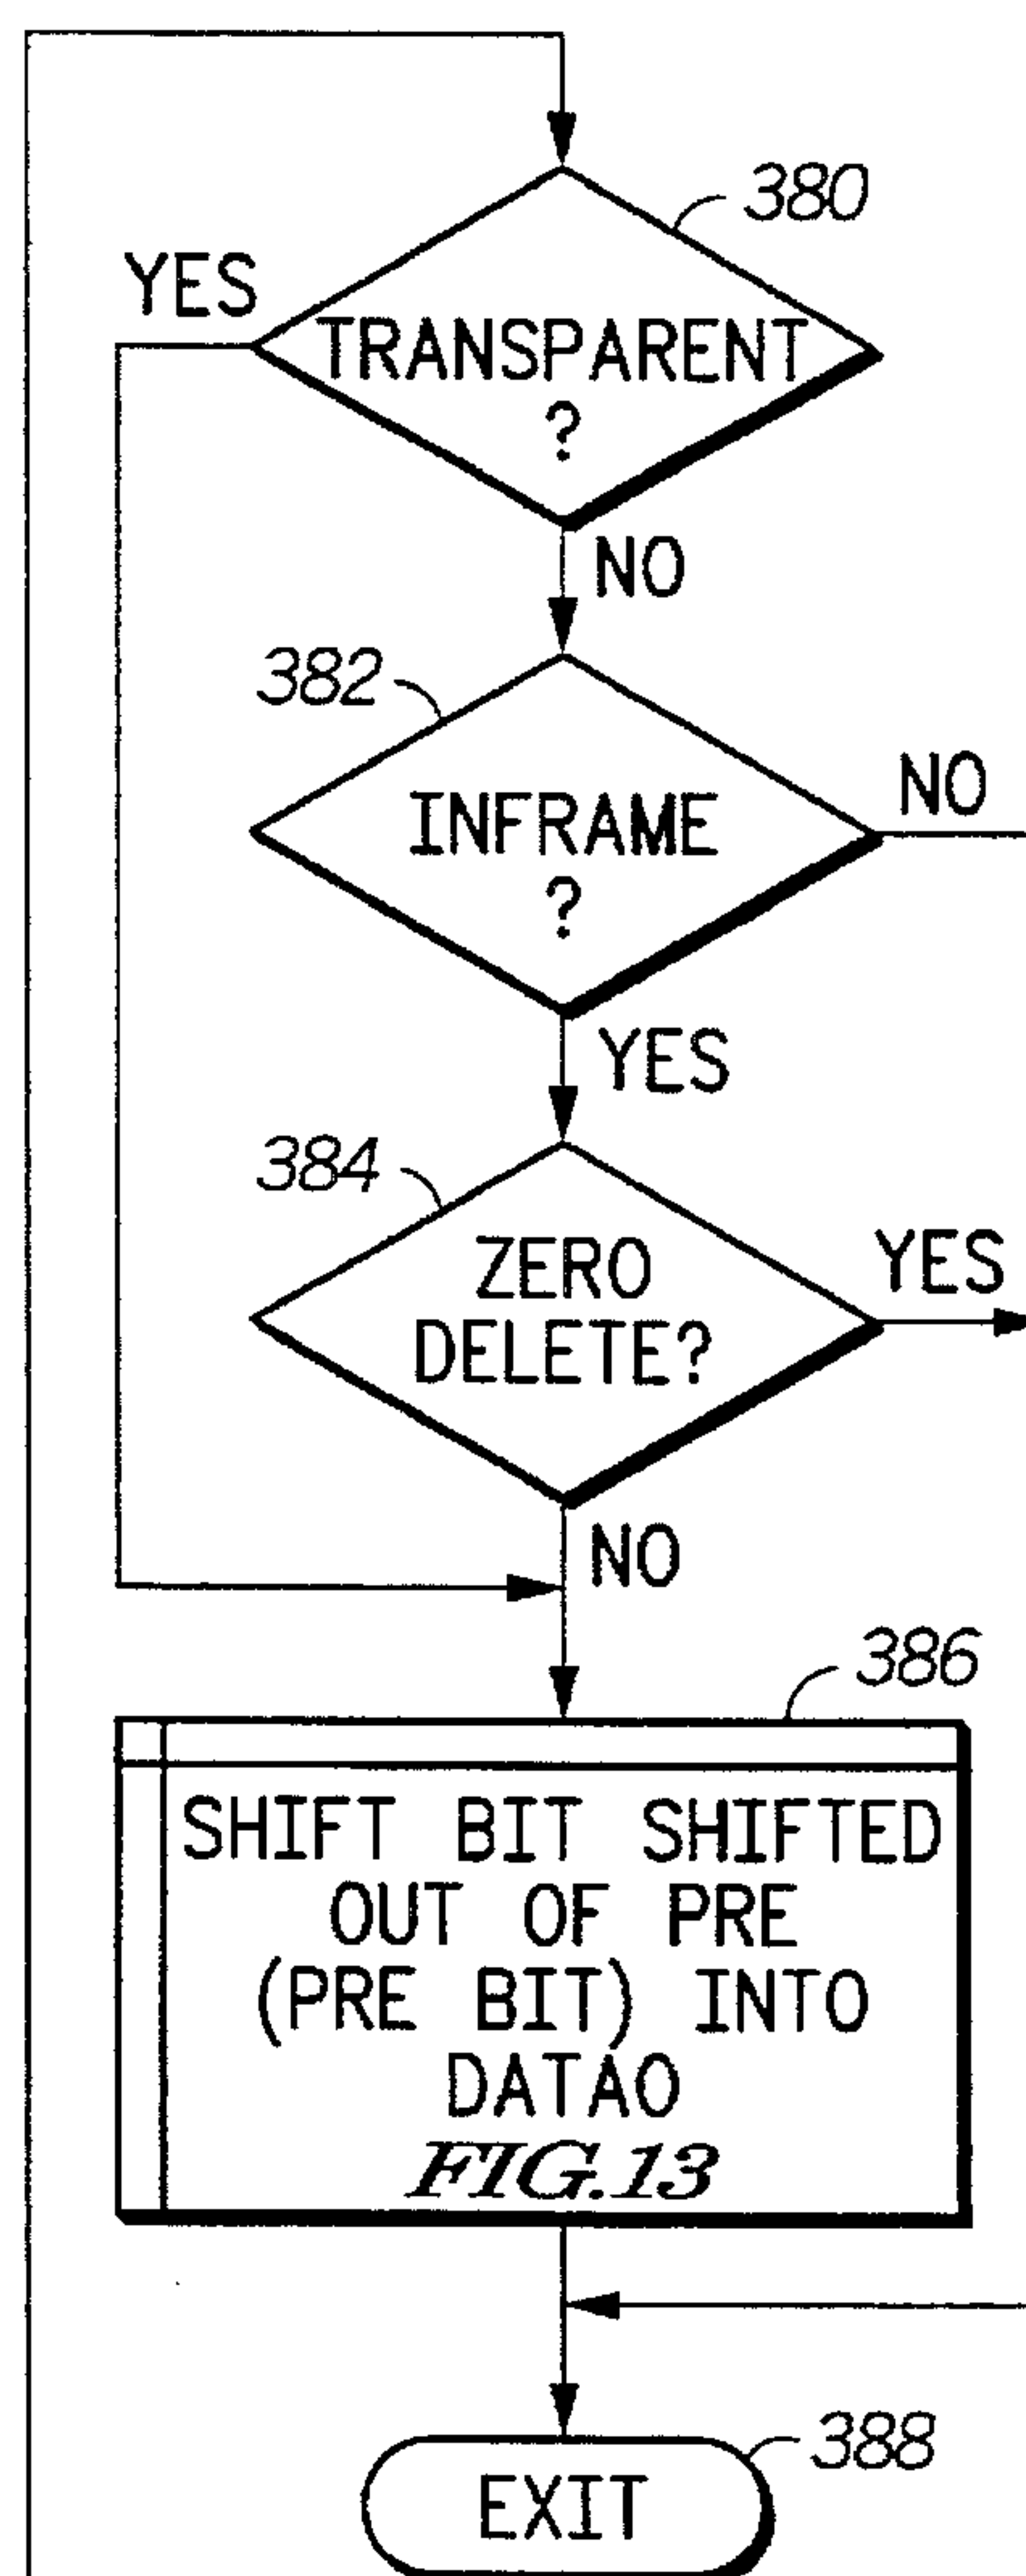 380
YES
TRANSPARENT
?
NO
382
INFRAME
?
NO
YES
384
ZERO
DELETE?
YES
NO
386
SHIFT BIT SHIFTED
OUT OF PRE
(PRE BIT) INTO
DATAO
FIG.13
388
EXIT